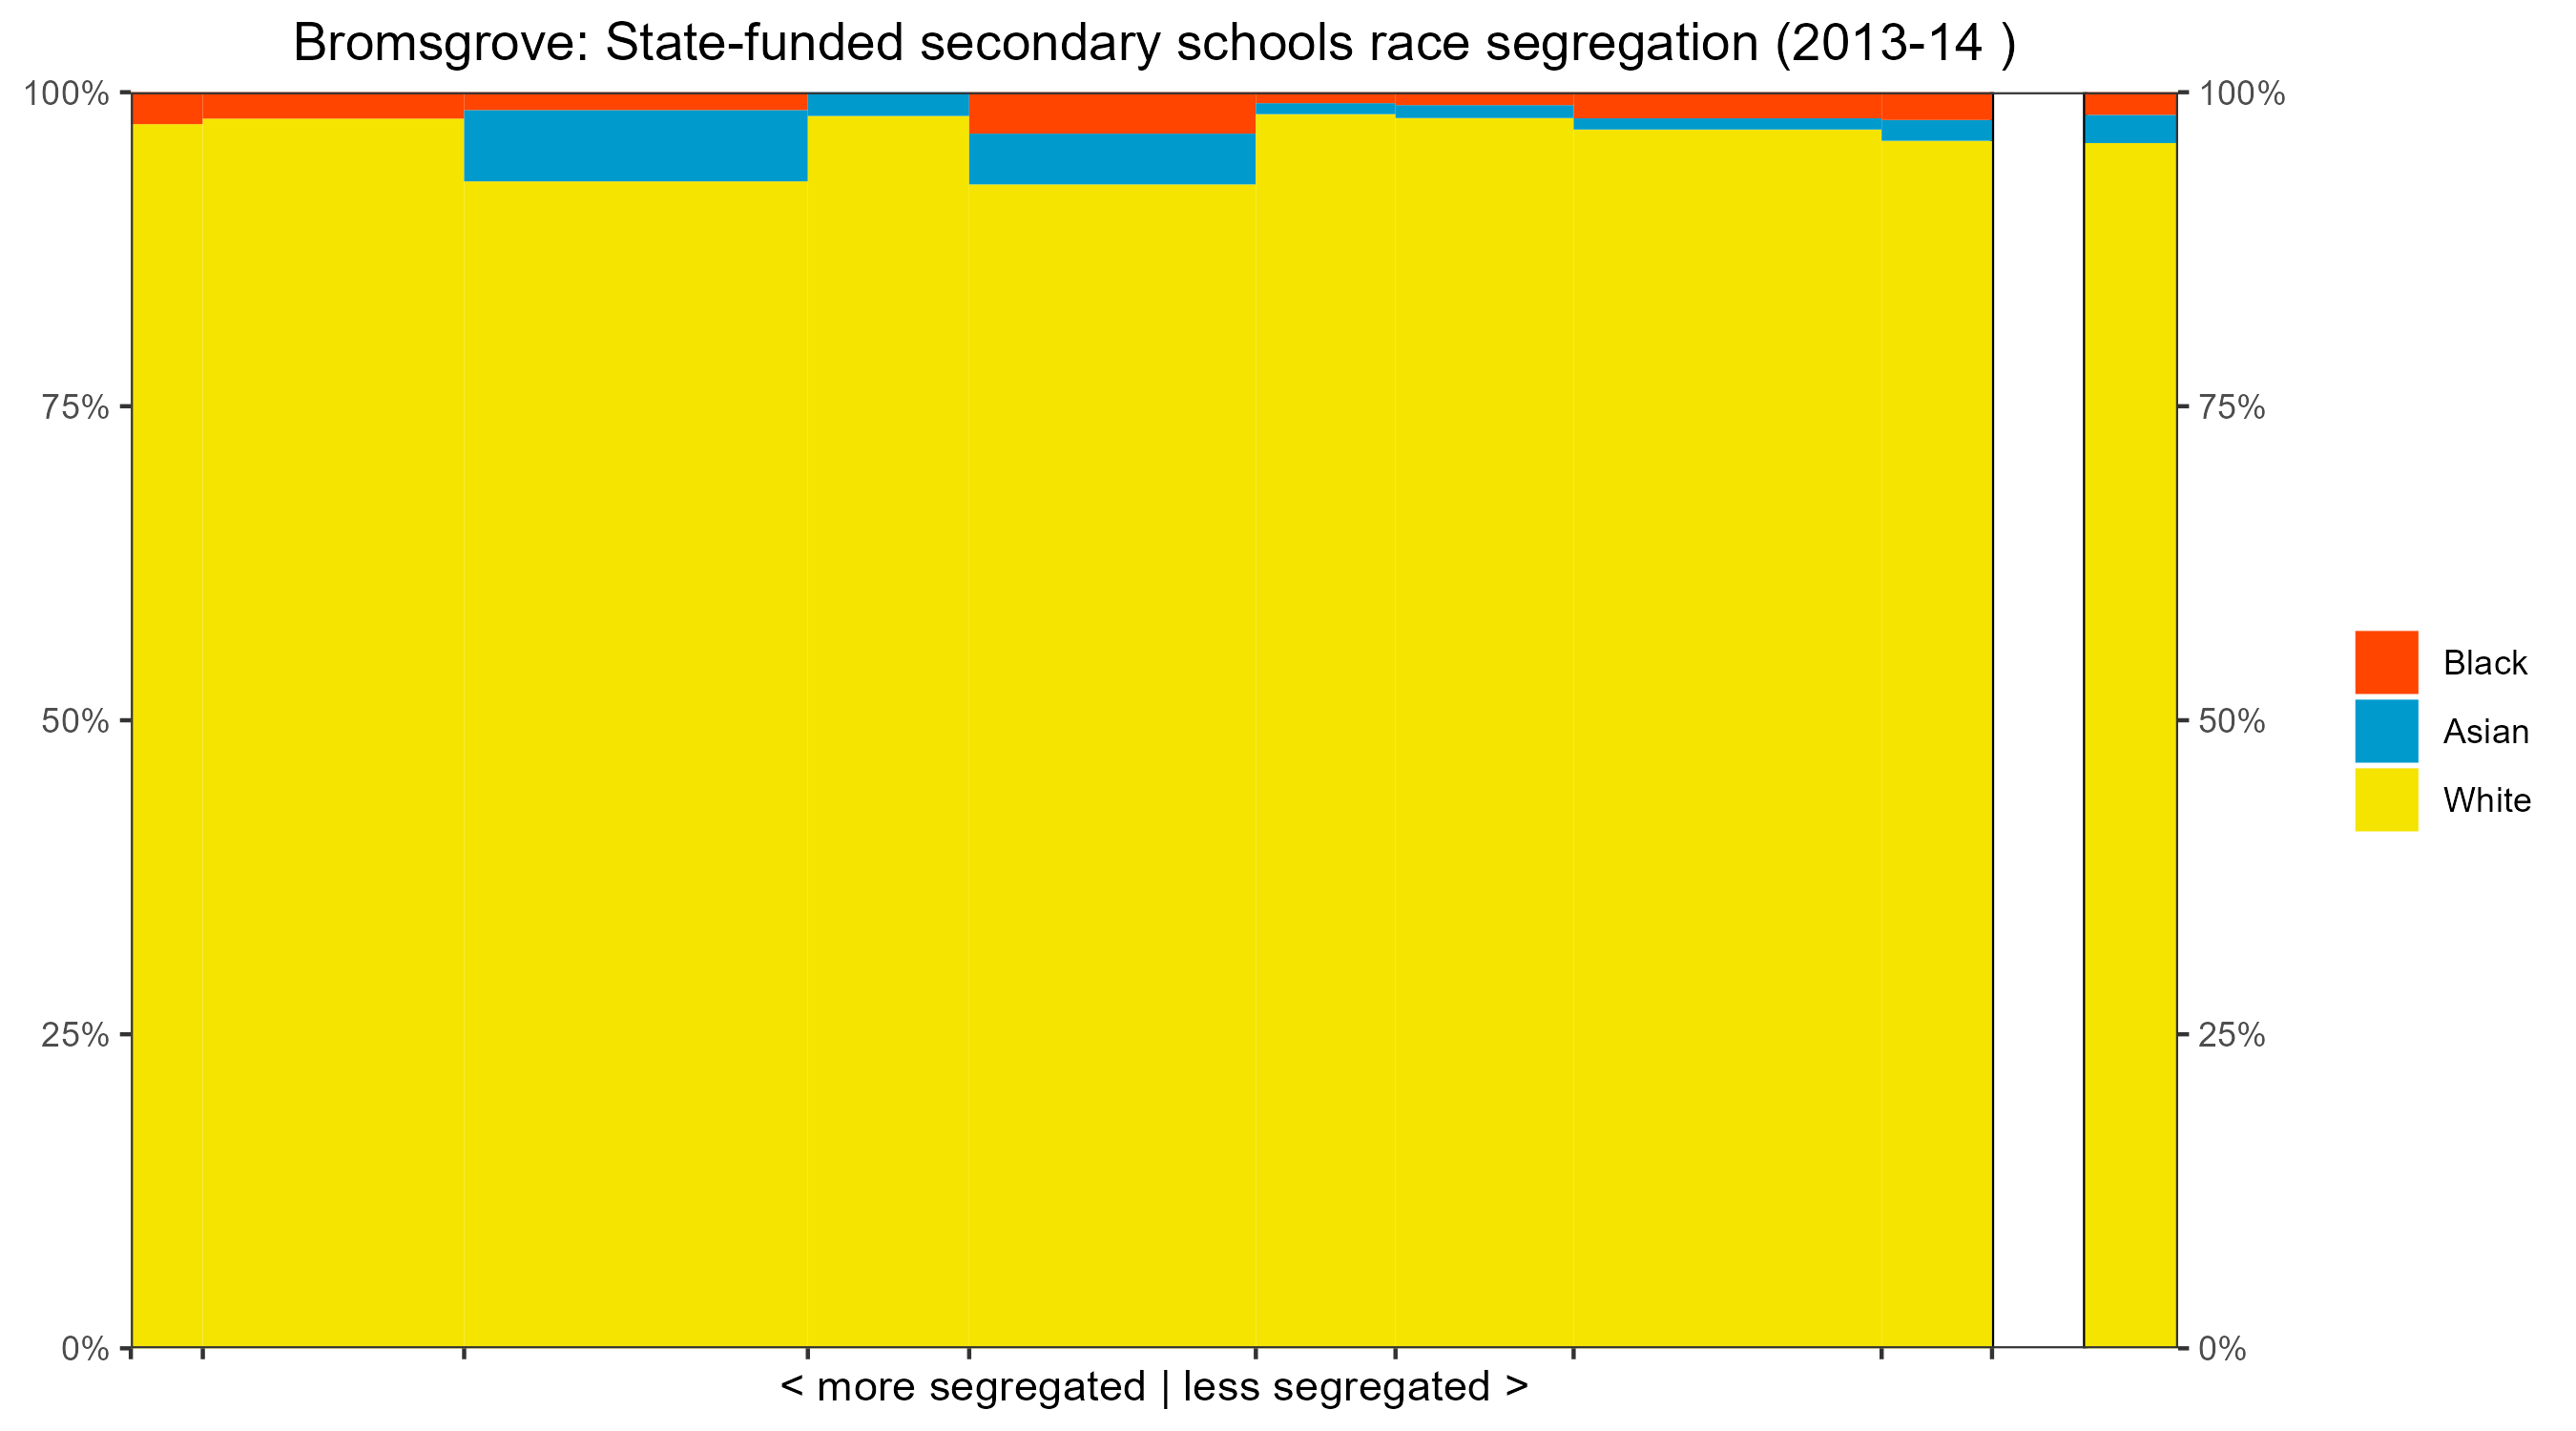 Bromsgrove: State-funded secondary schools race segregation (2013-14 )
100%
75%
50%
25%
0%
100%
75%
50%
25%
0%
Black
Asian
White
< more segregated | less segregated >